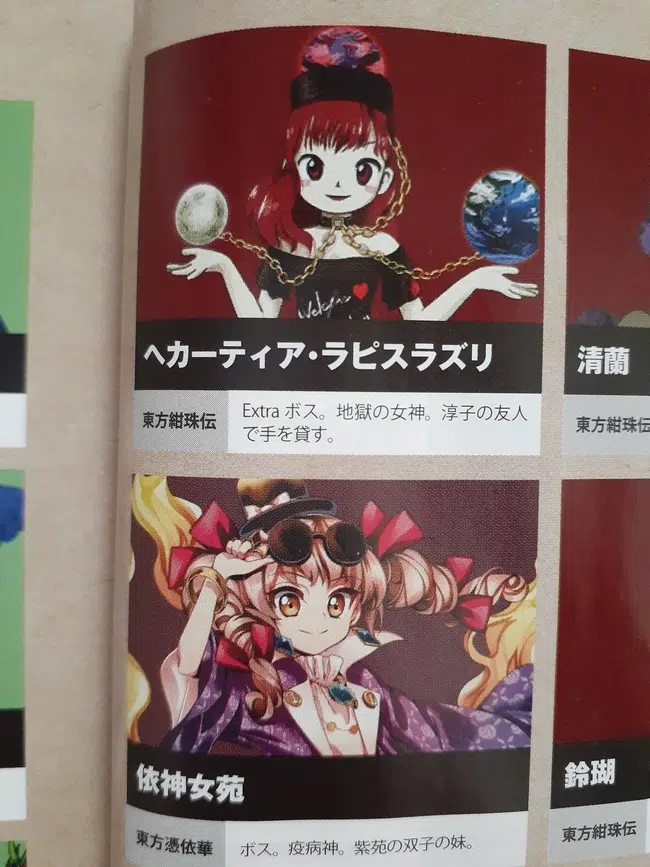 Welcome
ヘカーティア・ラピスラズリ
東方紺珠伝
Extra ボス。地獄の女神。淳子の友人
で手を貸す。
清蘭
東方紺珠伝
依神女苑
東方憑依華
ボス。疫病神。紫苑の双子の妹。
鈴瑚
東方紺珠伝